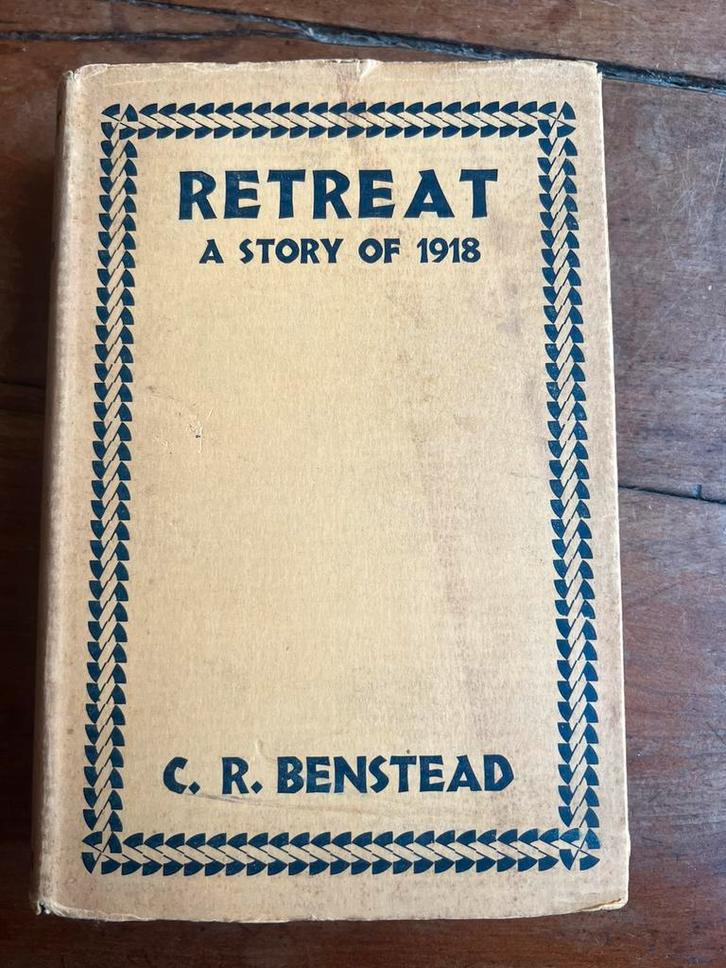 RETREAT
A STORY OF 1918
C. R. BENSTEAD